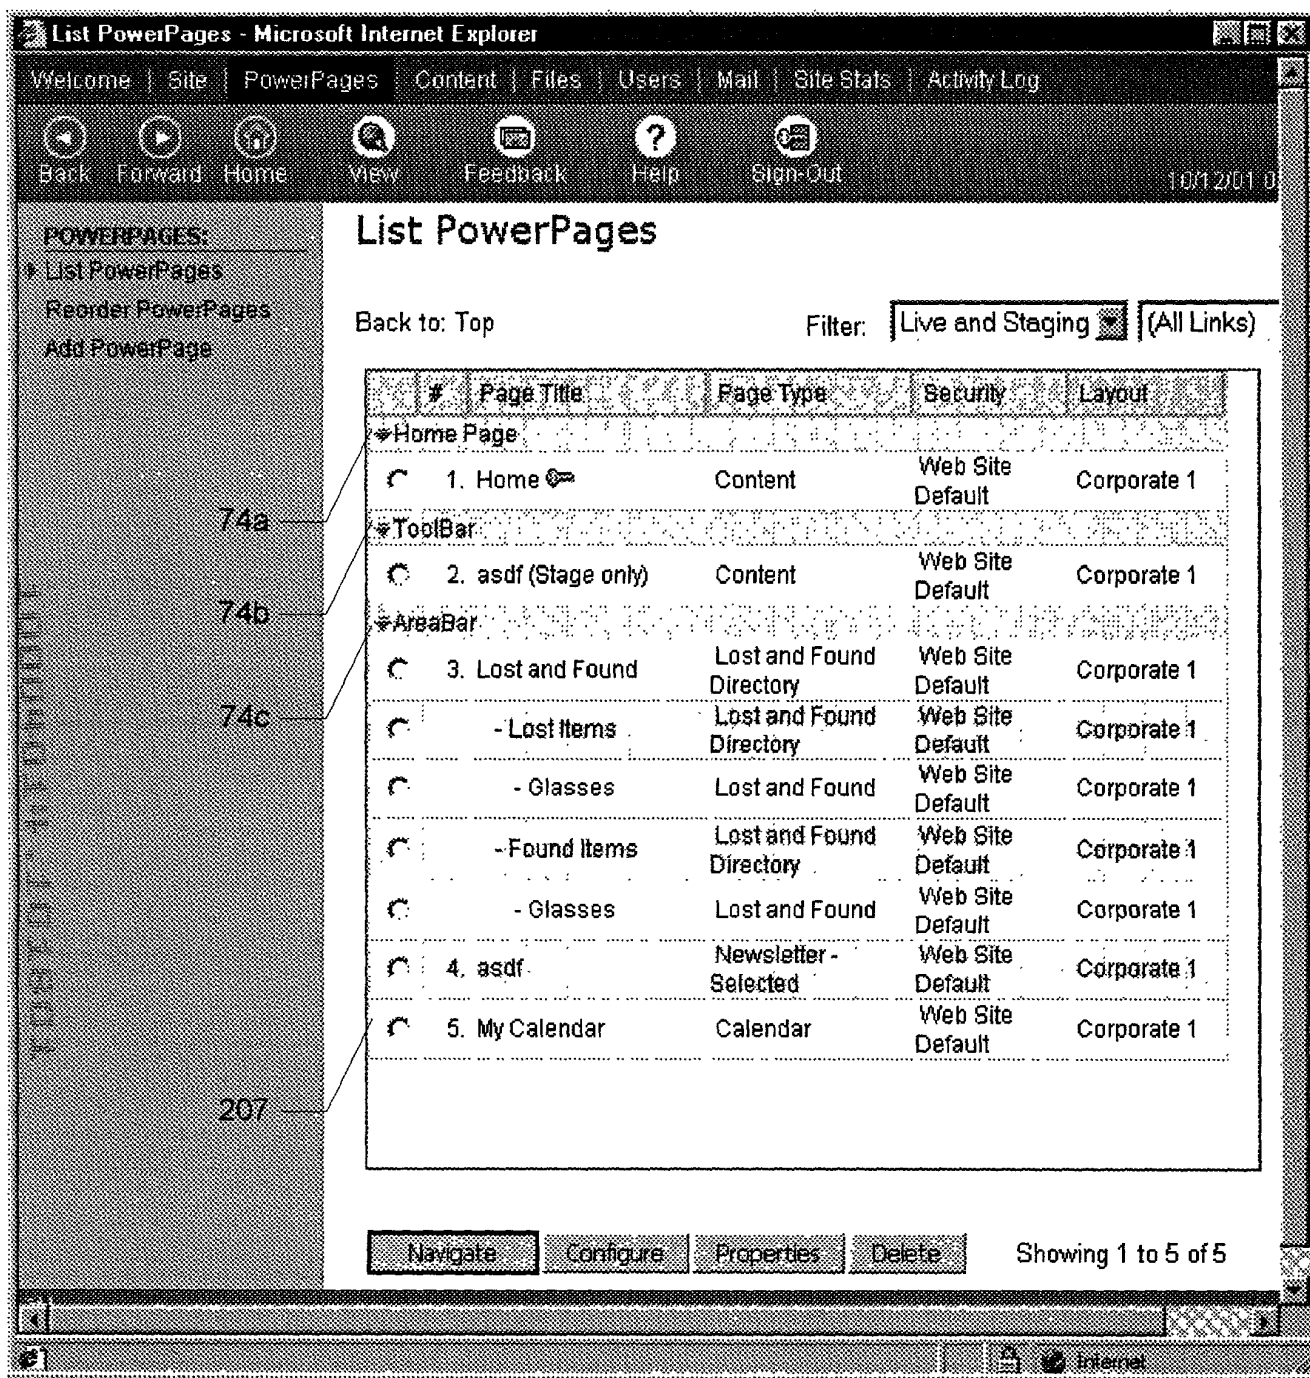 List PowerPages - Microsoft Internet Explorer
Welcome | Site | PowerPages | Content | Files | Users | Mail | Site Stats | Activity Log
Back Forward Home View Feedback Help Sign-Out
10/12/01 0
POWERPAGES:
List PowerPages
Reorder PowerPages
Add PowerPage
List PowerPages
Back to: Top
Filter: Live and Staging (All Links)
# Page Title Page Type Security Layout
Home Page
1. Home Content Web Site Default Corporate 1
74a
ToolBar
2. asdf (Stage only) Content Web Site Default Corporate 1
74b
AreaBar
3. Lost and Found Lost and Found Directory Web Site Default Corporate 1
74c
- Lost Items Lost and Found Directory Web Site Default Corporate 1
- Glasses Lost and Found Web Site Default Corporate 1
- Found Items Lost and Found Directory Web Site Default Corporate 1
- Glasses Lost and Found Web Site Default Corporate 1
4. asdf Newsletter - Selected Web Site Default Corporate 1
5. My Calendar Calendar Web Site Default Corporate 1
207
Navigate Configure Properties Delete Showing 1 to 5 of 5
Internet